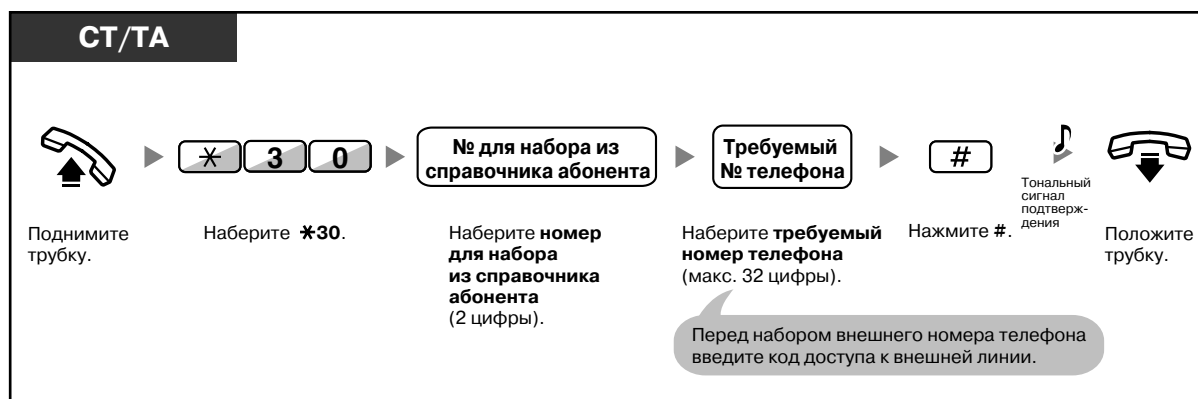 СТ/ТА
✳ 3 0
№ для набора из
справочника абонента
Требуемый
№ телефона
#
Тональный
сигнал
подтверж-
дения
Поднимите
трубку.
Наберите ✳30.
Наберите номер
для набора
из справочника
абонента
(2 цифры).
Наберите требуемый
номер телефона
(макс. 32 цифры).
Нажмите #.
Положите
трубку.
Перед набором внешнего номера телефона
введите код доступа к внешней линии.